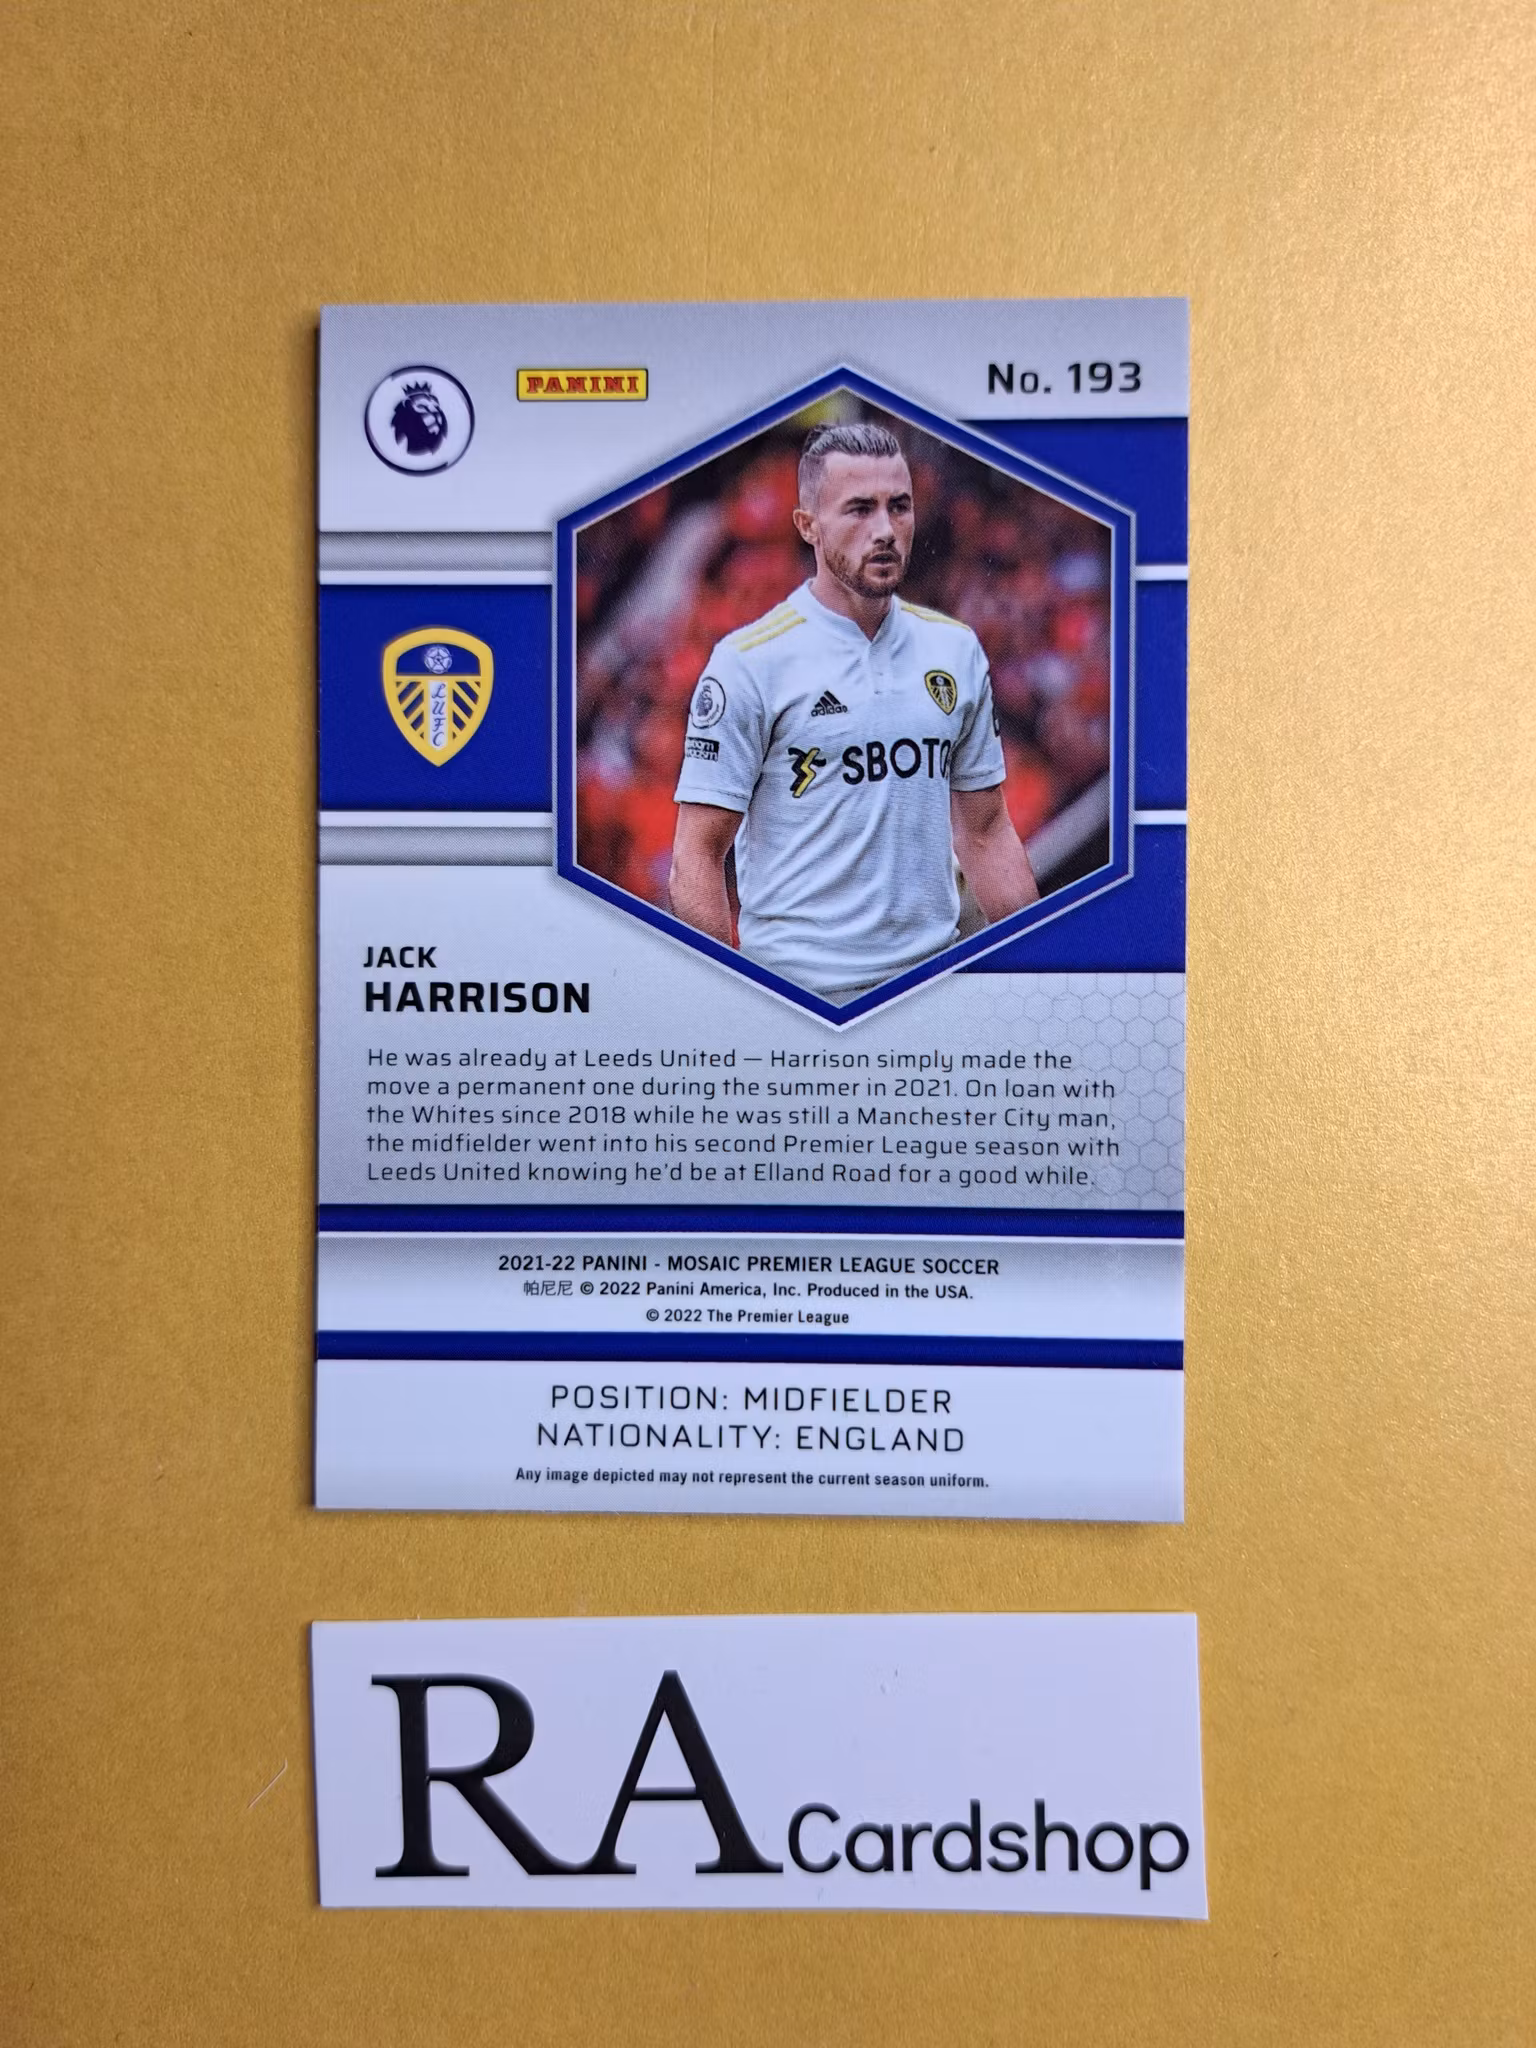 PANINI
No. 193
LUFC
adidas
SBOTO
JACK
HARRISON
He was already at Leeds United — Harrison simply made the
move a permanent one during the summer in 2021. On loan with
the Whites since 2018 while he was still a Manchester City man,
the midfielder went into his second Premier League season with
Leeds United knowing he'd be at Elland Road for a good while.
2021-22 PANINI - MOSAIC PREMIER LEAGUE SOCCER
帕尼尼 © 2022 Panini America, Inc. Produced in the USA.
© 2022 The Premier League
POSITION: MIDFIELDER
NATIONALITY: ENGLAND
Any image depicted may not represent the current season uniform.
RA Cardshop